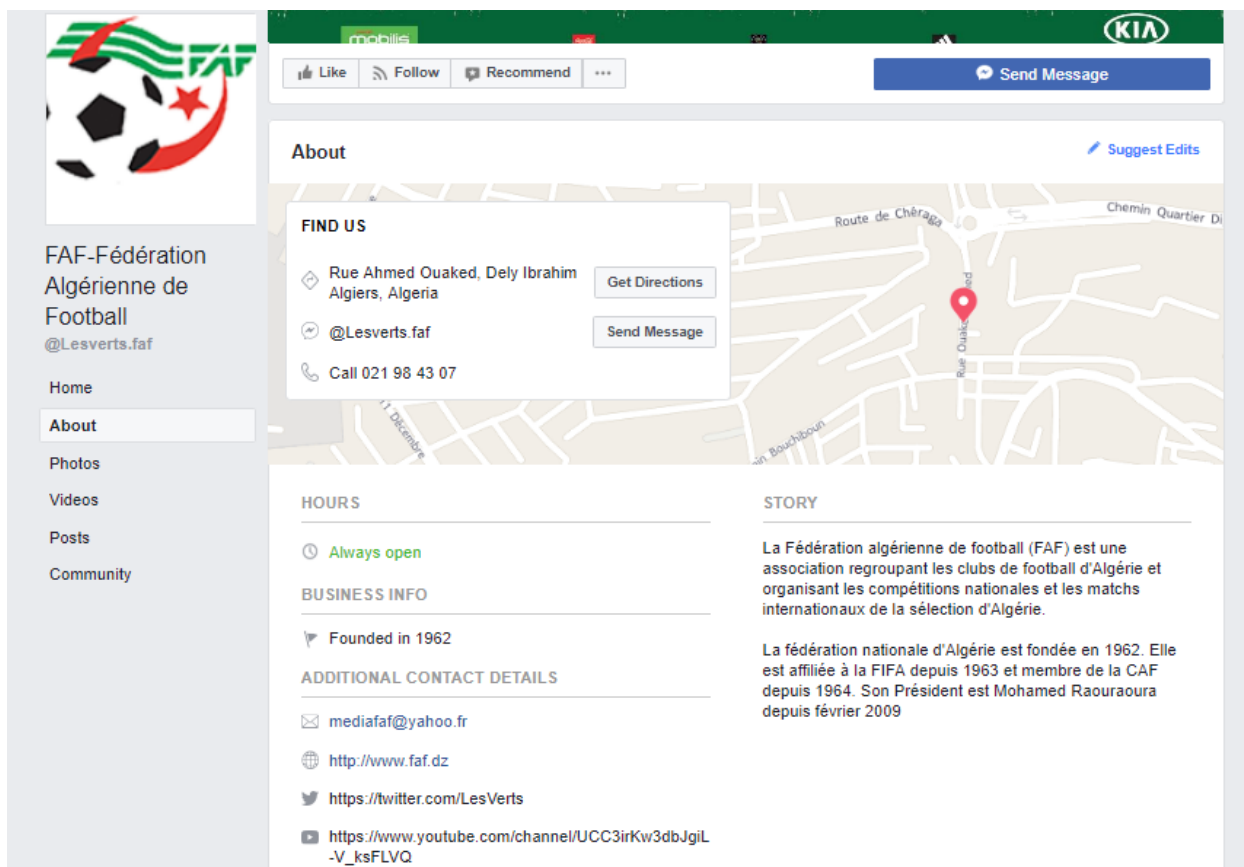 FAF
mobilis
KIA
Like
Follow
Recommend
Send Message
FAF-Fédération
Algérienne de
Football
@Lesverts.faf
Home
About
Photos
Videos
Posts
Community
About
Suggest Edits
FIND US
Rue Ahmed Ouaked, Dely Ibrahim
Algiers, Algeria
Get Directions
@Lesverts.faf
Send Message
Call 021 98 43 07
Route de Chéraga
Chemin Quartier Di
Rue Ouaked
11 Décembre
in Bouchiboun
HOURS
Always open
BUSINESS INFO
Founded in 1962
ADDITIONAL CONTACT DETAILS
mediafaf@yahoo.fr
http://www.faf.dz
https://twitter.com/LesVerts
https://www.youtube.com/channel/UCC3irKw3dbJgiL
-V_ksFLVQ
STORY
La Fédération algérienne de football (FAF) est une
association regroupant les clubs de football d'Algérie et
organisant les compétitions nationales et les matchs
internationaux de la sélection d'Algérie.
La fédération nationale d'Algérie est fondée en 1962. Elle
est affiliée à la FIFA depuis 1963 et membre de la CAF
depuis 1964. Son Président est Mohamed Raouraoura
depuis février 2009